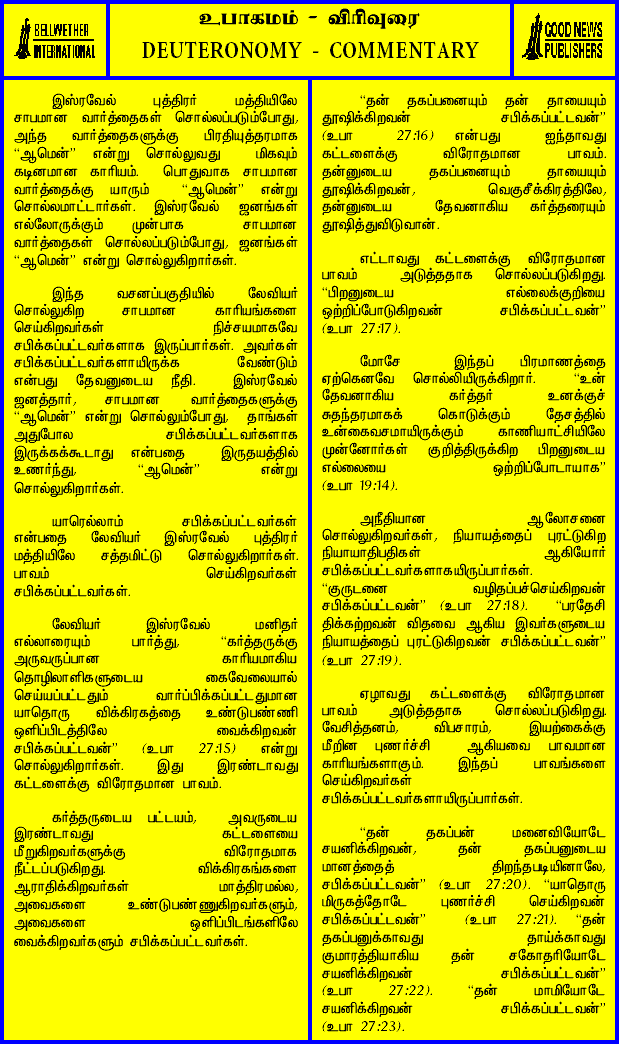 BELLWETHER
INTERNATIONAL
உபாகமம் - விரிவுரை
DEUTERONOMY - COMMENTARY
GOOD NEWS
PUBLISHERS
இஸ்ரவேல் புத்திரர் மத்தியிலே
சாபமான வார்த்தைகள் சொல்லப்படும்போது,
அந்த வார்த்தைகளுக்கு பிரதியுத்தரமாக
“ஆமென்” என்று சொல்லுவது மிகவும்
கடினமான காரியம். பொதுவாக சாபமான
வார்த்தைக்கு யாரும் “ஆமென்” என்று
சொல்லமாட்டார்கள். இஸ்ரவேல் ஜனங்கள்
எல்லோருக்கும் முன்பாக சாபமான
வார்த்தைகள் சொல்லப்படும்போது, ஜனங்கள்
“ஆமென்” என்று சொல்லுகிறார்கள்.
இந்த வசனப்பகுதியில் லேவியர்
சொல்லுகிற சாபமான காரியங்களை
செய்கிறவர்கள் நிச்சயமாகவே
சபிக்கப்பட்டவர்களாக இருப்பார்கள். அவர்கள்
சபிக்கப்பட்டவர்களாயிருக்க வேண்டும்
என்பது தேவனுடைய நீதி. இஸ்ரவேல்
ஜனத்தார், சாபமான வார்த்தைகளுக்கு
“ஆமென்” என்று சொல்லும்போது, தாங்கள்
அதுபோல சபிக்கப்பட்டவர்களாக
இருக்கக்கூடாது என்பதை இருதயத்தில்
உணர்ந்து, “ஆமென்” என்று
சொல்லுகிறார்கள்.
யாரெல்லாம் சபிக்கப்பட்டவர்கள்
என்பதை லேவியர் இஸ்ரவேல் புத்திரர்
மத்தியிலே சத்தமிட்டு சொல்லுகிறார்கள்.
பாவம் செய்கிறவர்கள்
சபிக்கப்பட்டவர்கள்.
லேவியர் இஸ்ரவேல் மனிதர்
எல்லாரையும் பார்த்து, “கர்த்தருக்கு
அருவருப்பான காரியமாகிய
தொழிலாளிகளுடைய கைவேலையால்
செய்யப்பட்டதும் வார்ப்பிக்கப்பட்டதுமான
யாதொரு விக்கிரகத்தை உண்டுபண்ணி
ஒளிப்பிடத்திலே வைக்கிறவன்
சபிக்கப்பட்டவன்” (உபா 27:15) என்று
சொல்லுகிறார்கள். இது இரண்டாவது
கட்டளைக்கு விரோதமான பாவம்.
கர்த்தருடைய பட்டயம், அவருடைய
இரண்டாவது கட்டளையை
மீறுகிறவர்களுக்கு விரோதமாக
நீட்டப்படுகிறது. விக்கிரகங்களை
ஆராதிக்கிறவர்கள் மாத்திரமல்ல,
அவைகளை உண்டுபண்ணுகிறவர்களும்,
அவைகளை ஒளிப்பிடங்களிலே
வைக்கிறவர்களும் சபிக்கப்பட்டவர்கள்.
“தன் தகப்பனையும் தன் தாயையும்
தூஷிக்கிறவன் சபிக்கப்பட்டவன்”
(உபா 27:16) என்பது ஐந்தாவது
கட்டளைக்கு விரோதமான பாவம்.
தன்னுடைய தகப்பனையும் தாயையும்
தூஷிக்கிறவன், வெகுசீக்கிரத்திலே,
தன்னுடைய தேவனாகிய கர்த்தரையும்
தூஷித்துவிடுவான்.
எட்டாவது கட்டளைக்கு விரோதமான
பாவம் அடுத்ததாக சொல்லப்படுகிறது.
“பிறனுடைய எல்லைக்குறியை
ஒற்றிப்போடுகிறவன் சபிக்கப்பட்டவன்”
(உபா 27:17).
மோசே இந்தப் பிரமாணத்தை
ஏற்கெனவே சொல்லியிருக்கிறார். “உன்
தேவனாகிய கர்த்தர் உனக்குச்
சுதந்தரமாகக் கொடுக்கும் தேசத்தில்
உன்கைவசமாயிருக்கும் காணியாட்சியிலே
முன்னோர்கள் குறித்திருக்கிற பிறனுடைய
எல்லையை ஒற்றிப்போடாயாக”
(உபா 19:14).
அநீதியான ஆலோசனை
சொல்லுகிறவர்கள், நியாயத்தைப் புரட்டுகிற
நியாயாதிபதிகள் ஆகியோர்
சபிக்கப்பட்டவர்களாகயிருப்பார்கள்.
“குருடனை வழிதப்பச்செய்கிறவன்
சபிக்கப்பட்டவன்” (உபா 27:18). “பரதேசி
திக்கற்றவன் விதவை ஆகிய இவர்களுடைய
நியாயத்தைப் புரட்டுகிறவன் சபிக்கப்பட்டவன்”
(உபா 27:19).
ஏழாவது கட்டளைக்கு விரோதமான
பாவம் அடுத்ததாக சொல்லப்படுகிறது.
வேசித்தனம், விபசாரம், இயற்கைக்கு
மீறின புணர்ச்சி ஆகியவை பாவமான
காரியங்களாகும். இந்தப் பாவங்களை
செய்கிறவர்கள்
சபிக்கப்பட்டவர்களாயிருப்பார்கள்.
“தன் தகப்பன் மனைவியோடே
சயனிக்கிறவன், தன் தகப்பனுடைய
மானத்தைத் திறந்தபடியினாலே,
சபிக்கப்பட்டவன்” (உபா 27:20). “யாதொரு
மிருகத்தோடே புணர்ச்சி செய்கிறவன்
சபிக்கப்பட்டவன்” (உபா 27:21). “தன்
தகப்பனுக்காவது தாய்க்காவது
குமாரத்தியாகிய தன் சகோதரியோடே
சயனிக்கிறவன் சபிக்கப்பட்டவன்”
(உபா 27:22). “தன் மாமியோடே
சயனிக்கிறவன் சபிக்கப்பட்டவன்”
(உபா 27:23).